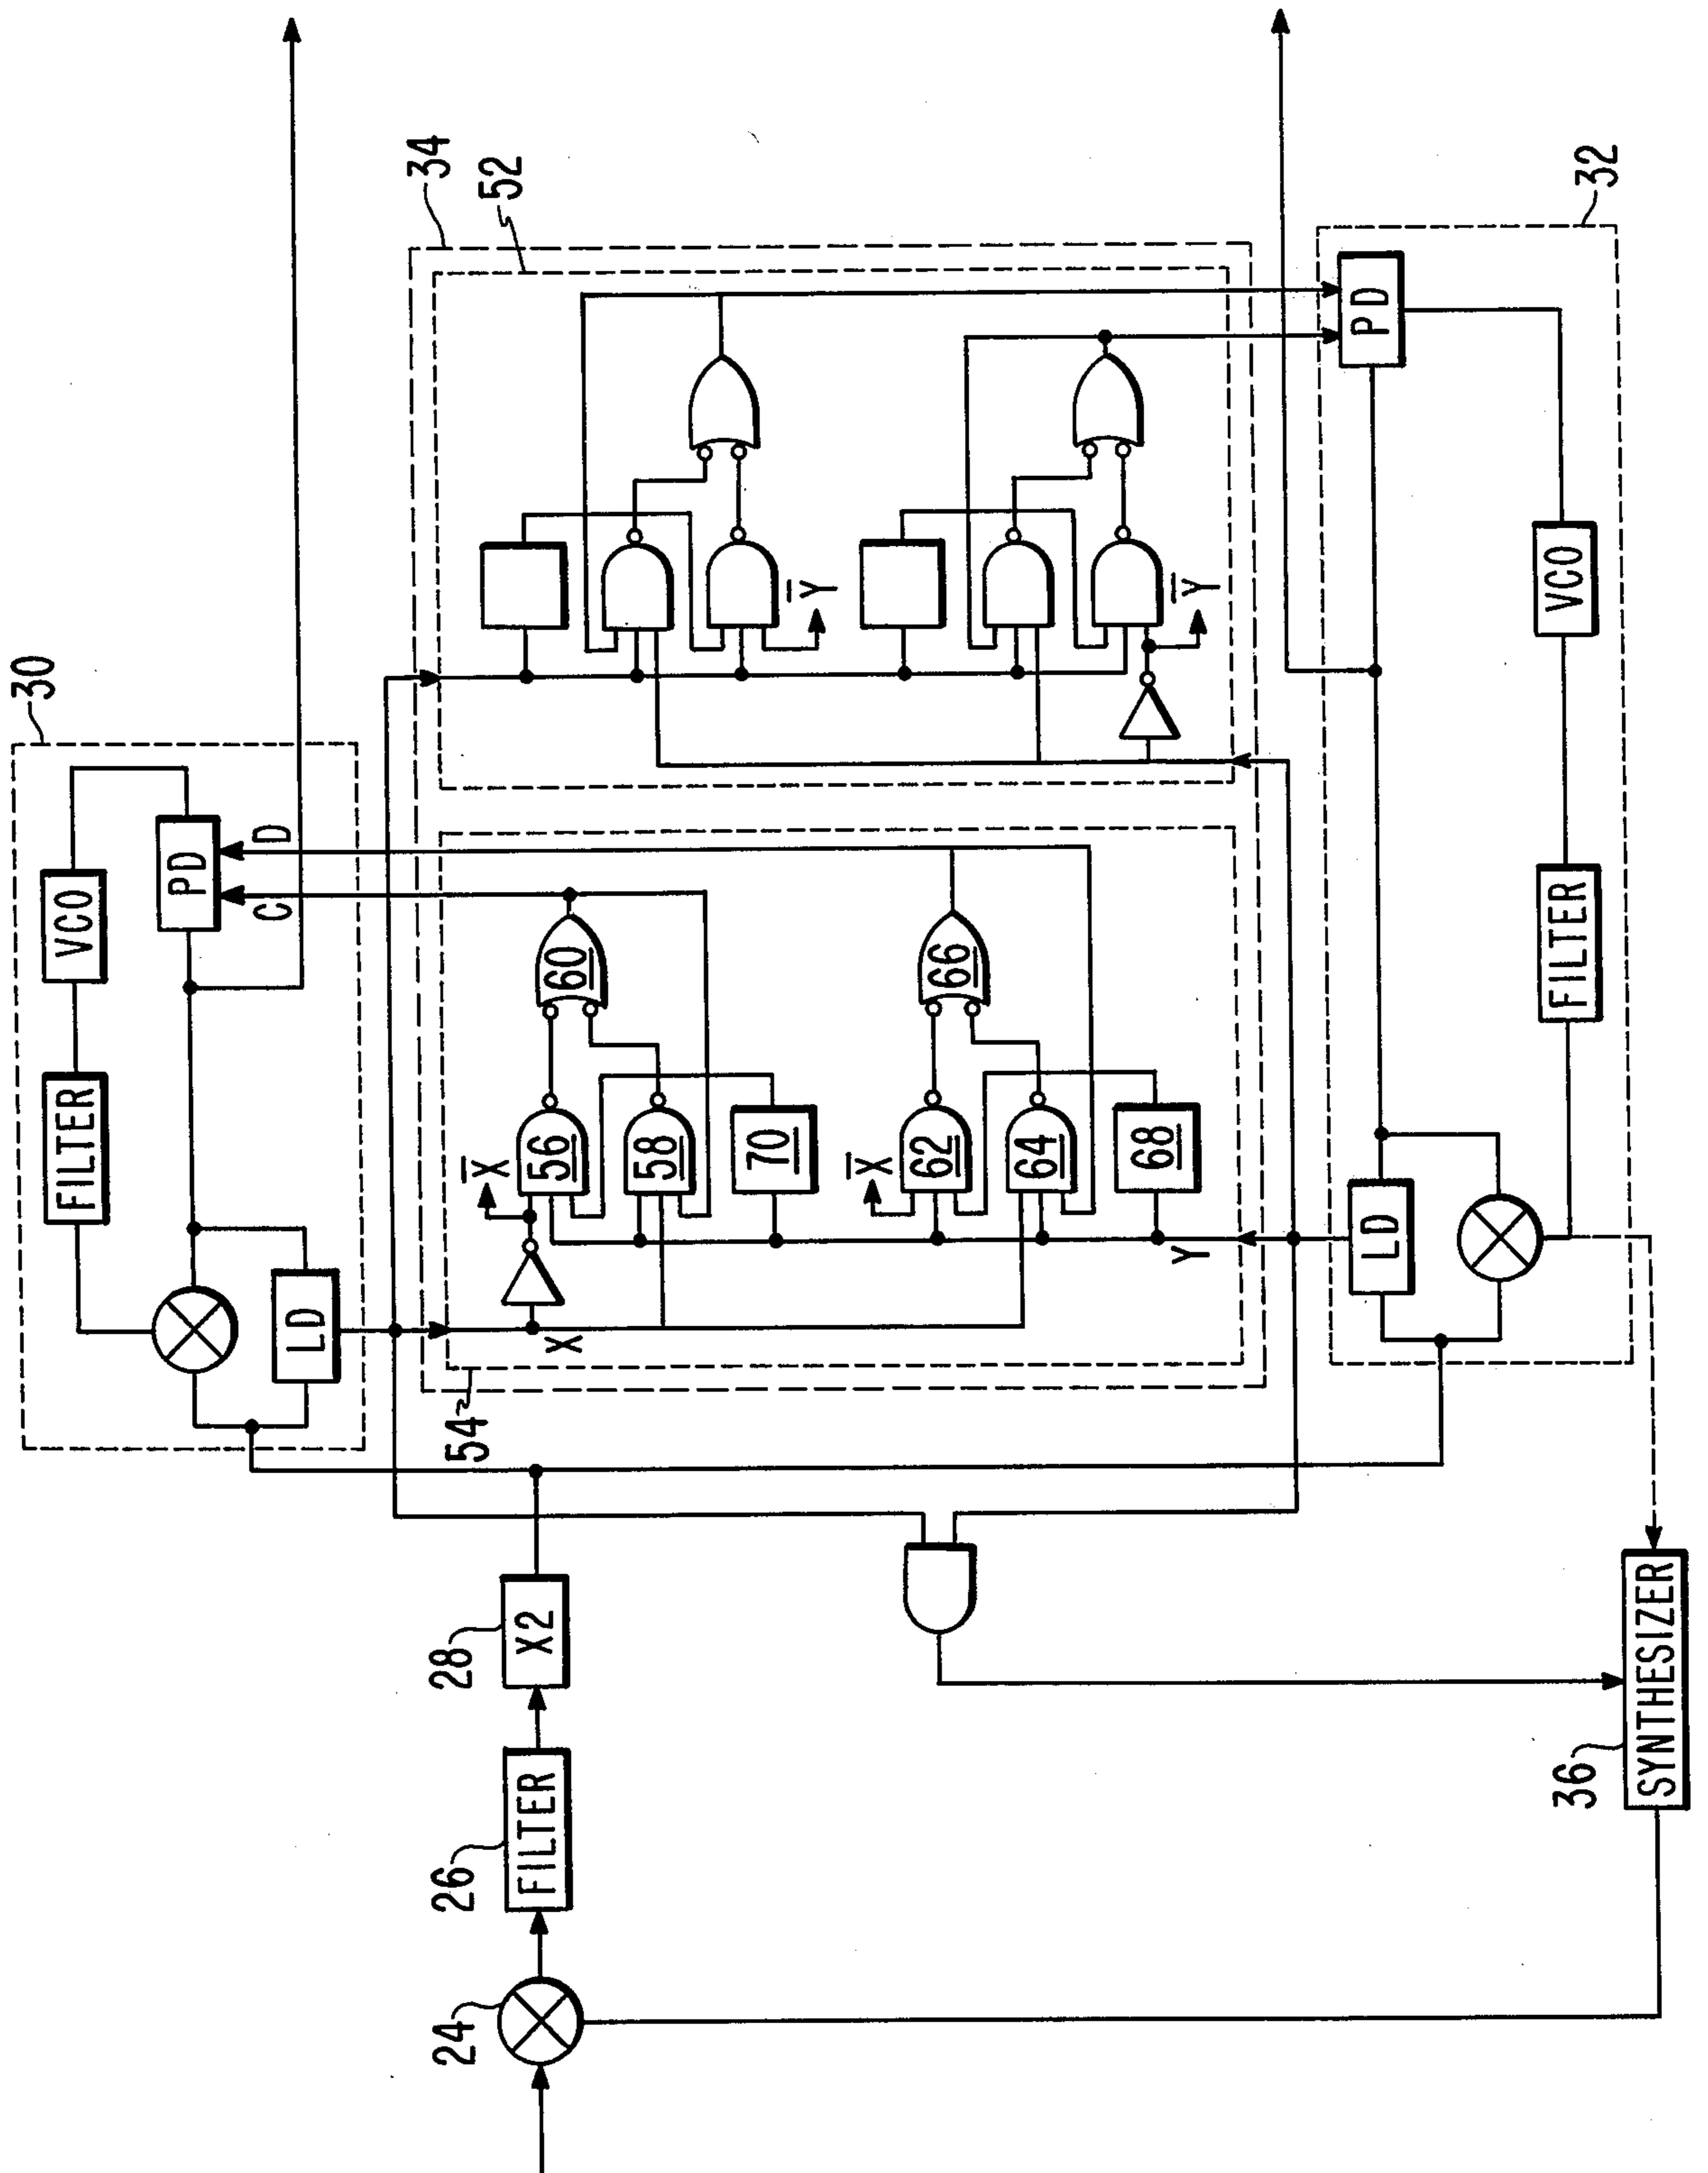 30
FILTER
VCO
PD
LD
C
D
34
52
54
X
X̅
56
58
60
70
X̅
62
64
66
68
Y
Y̅
Y̅
24
26
FILTER
28
X2
32
LD
PD
FILTER
VCO
36
SYNTHESIZER